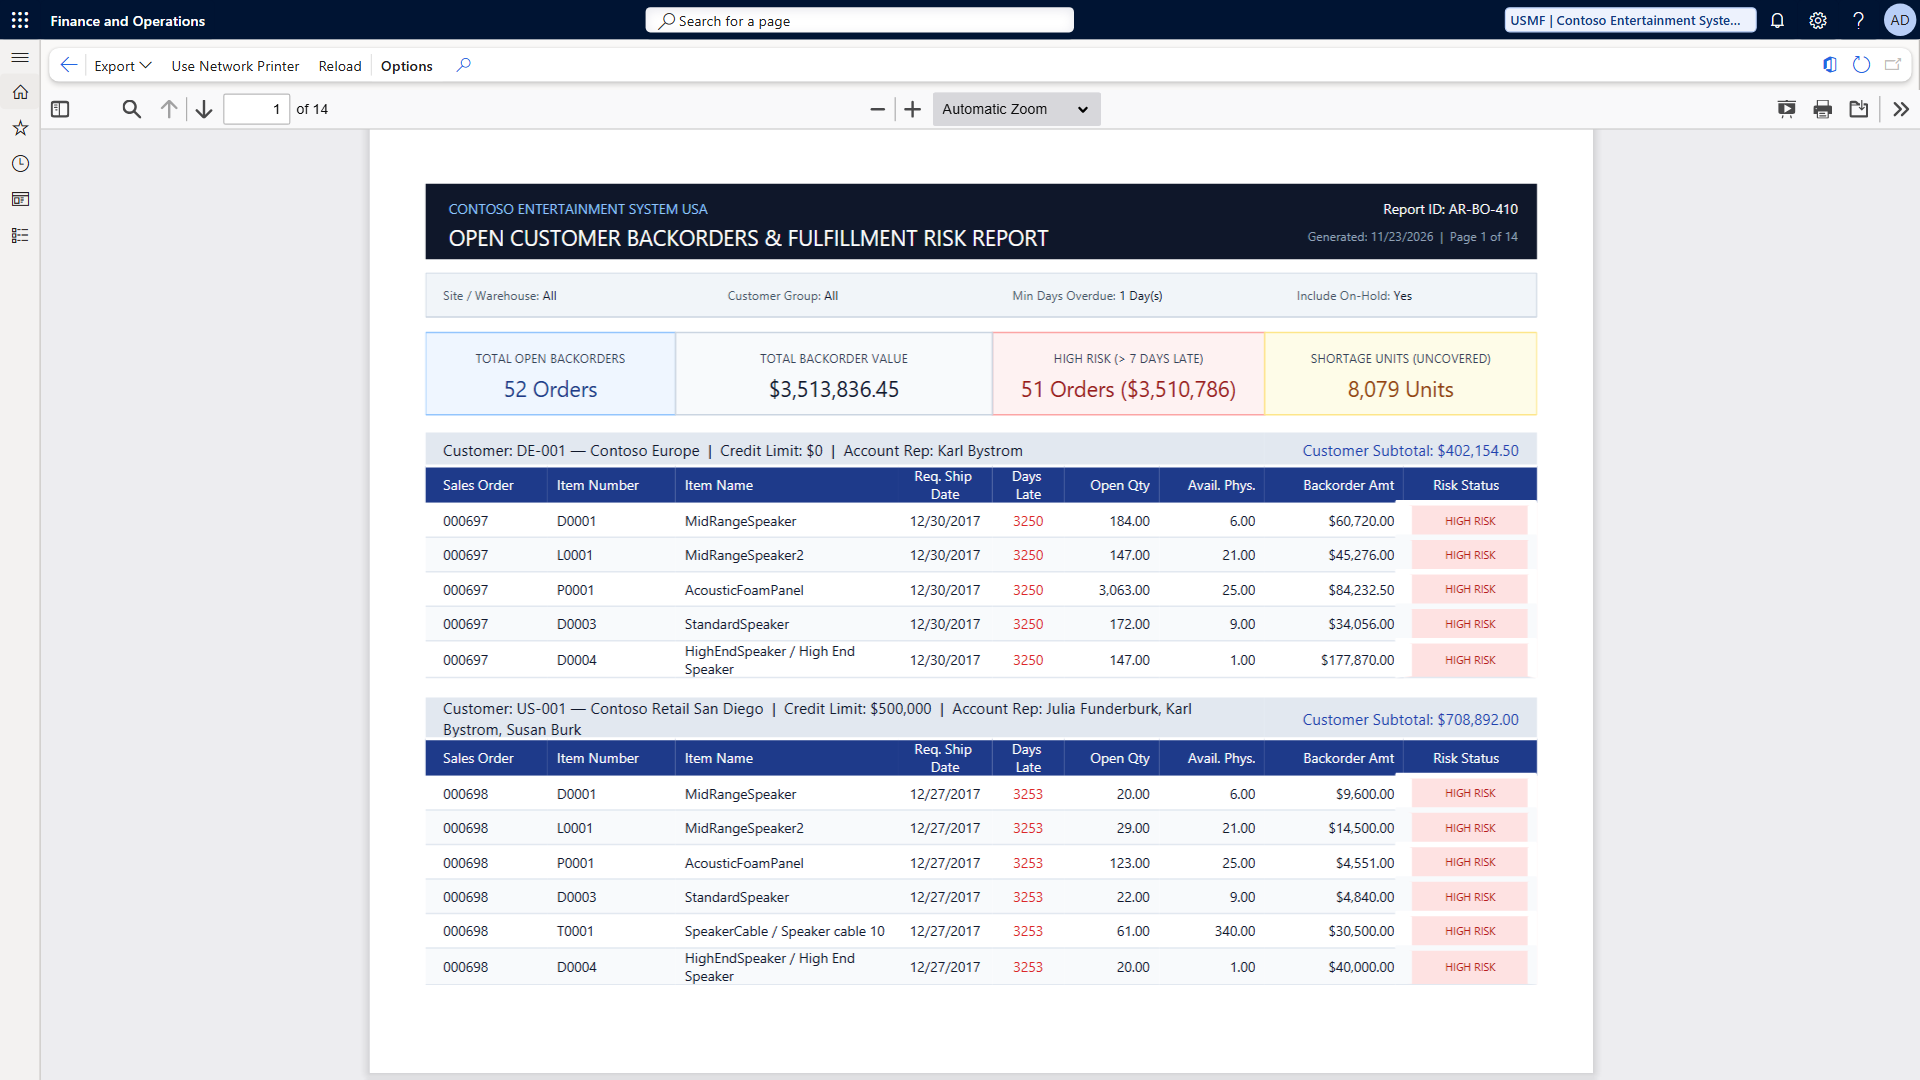 Finance and Operations
Search for a page
USMF | Contoso Entertainment Syste...
AD
Export
Use Network Printer
Reload
Options
1 of 14
Automatic Zoom
CONTOSO ENTERTAINMENT SYSTEM USA
Report ID: AR-BO-410
OPEN CUSTOMER BACKORDERS & FULFILLMENT RISK REPORT
Generated: 11/23/2026 | Page 1 of 14
Site / Warehouse: All
Customer Group: All
Min Days Overdue: 1 Day(s)
Include On-Hold: Yes
TOTAL OPEN BACKORDERS
52 Orders
TOTAL BACKORDER VALUE
$3,513,836.45
HIGH RISK (> 7 DAYS LATE)
51 Orders ($3,510,786)
SHORTAGE UNITS (UNCOVERED)
8,079 Units
Customer: DE-001 — Contoso Europe | Credit Limit: $0 | Account Rep: Karl Bystrom
Customer Subtotal: $402,154.50
Sales Order Item Number Item Name Req. Ship Date Days Late Open Qty Avail. Phys. Backorder Amt Risk Status
000697 D0001 MidRangeSpeaker 12/30/2017 3250 184.00 6.00 $60,720.00 HIGH RISK
000697 L0001 MidRangeSpeaker2 12/30/2017 3250 147.00 21.00 $45,276.00 HIGH RISK
000697 P0001 AcousticFoamPanel 12/30/2017 3250 3,063.00 25.00 $84,232.50 HIGH RISK
000697 D0003 StandardSpeaker 12/30/2017 3250 172.00 9.00 $34,056.00 HIGH RISK
000697 D0004 HighEndSpeaker / High End Speaker 12/30/2017 3250 147.00 1.00 $177,870.00 HIGH RISK
Customer: US-001 — Contoso Retail San Diego | Credit Limit: $500,000 | Account Rep: Julia Funderburk, Karl
Bystrom, Susan Burk
Customer Subtotal: $708,892.00
Sales Order Item Number Item Name Req. Ship Date Days Late Open Qty Avail. Phys. Backorder Amt Risk Status
000698 D0001 MidRangeSpeaker 12/27/2017 3253 20.00 6.00 $9,600.00 HIGH RISK
000698 L0001 MidRangeSpeaker2 12/27/2017 3253 29.00 21.00 $14,500.00 HIGH RISK
000698 P0001 AcousticFoamPanel 12/27/2017 3253 123.00 25.00 $4,551.00 HIGH RISK
000698 D0003 StandardSpeaker 12/27/2017 3253 22.00 9.00 $4,840.00 HIGH RISK
000698 T0001 SpeakerCable / Speaker cable 10 12/27/2017 3253 61.00 340.00 $30,500.00 HIGH RISK
000698 D0004 HighEndSpeaker / High End Speaker 12/27/2017 3253 20.00 1.00 $40,000.00 HIGH RISK